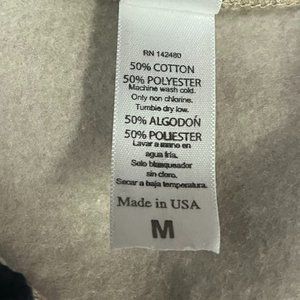 RN 142480
50% COTTON
50% POLYESTER
Machine wash cold.
Only non chlorine.
Tumble dry low.
50% ALGODÓN
50% POLIESTER
Lavar a mano en
agua fria.
Solo blanqueador
sin cloro.
Secar a baja temperatura.
Made in USA
M